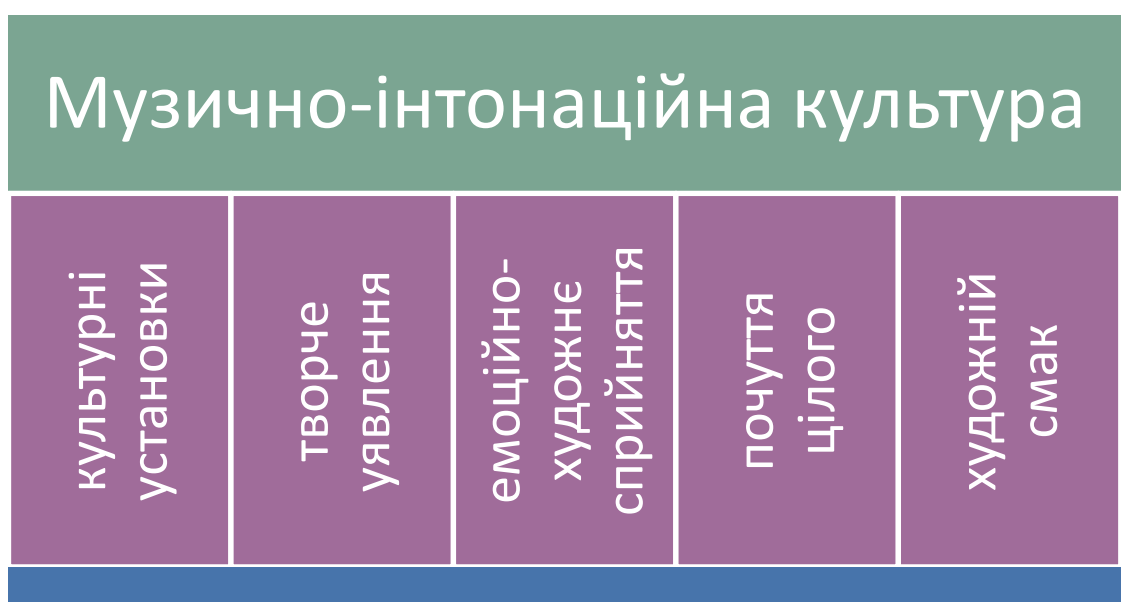 Музично-інтонаційна культура
культурні
установки
творче
уявлення
емоційно-
художнє
сприйняття
почуття
цілого
художній
смак